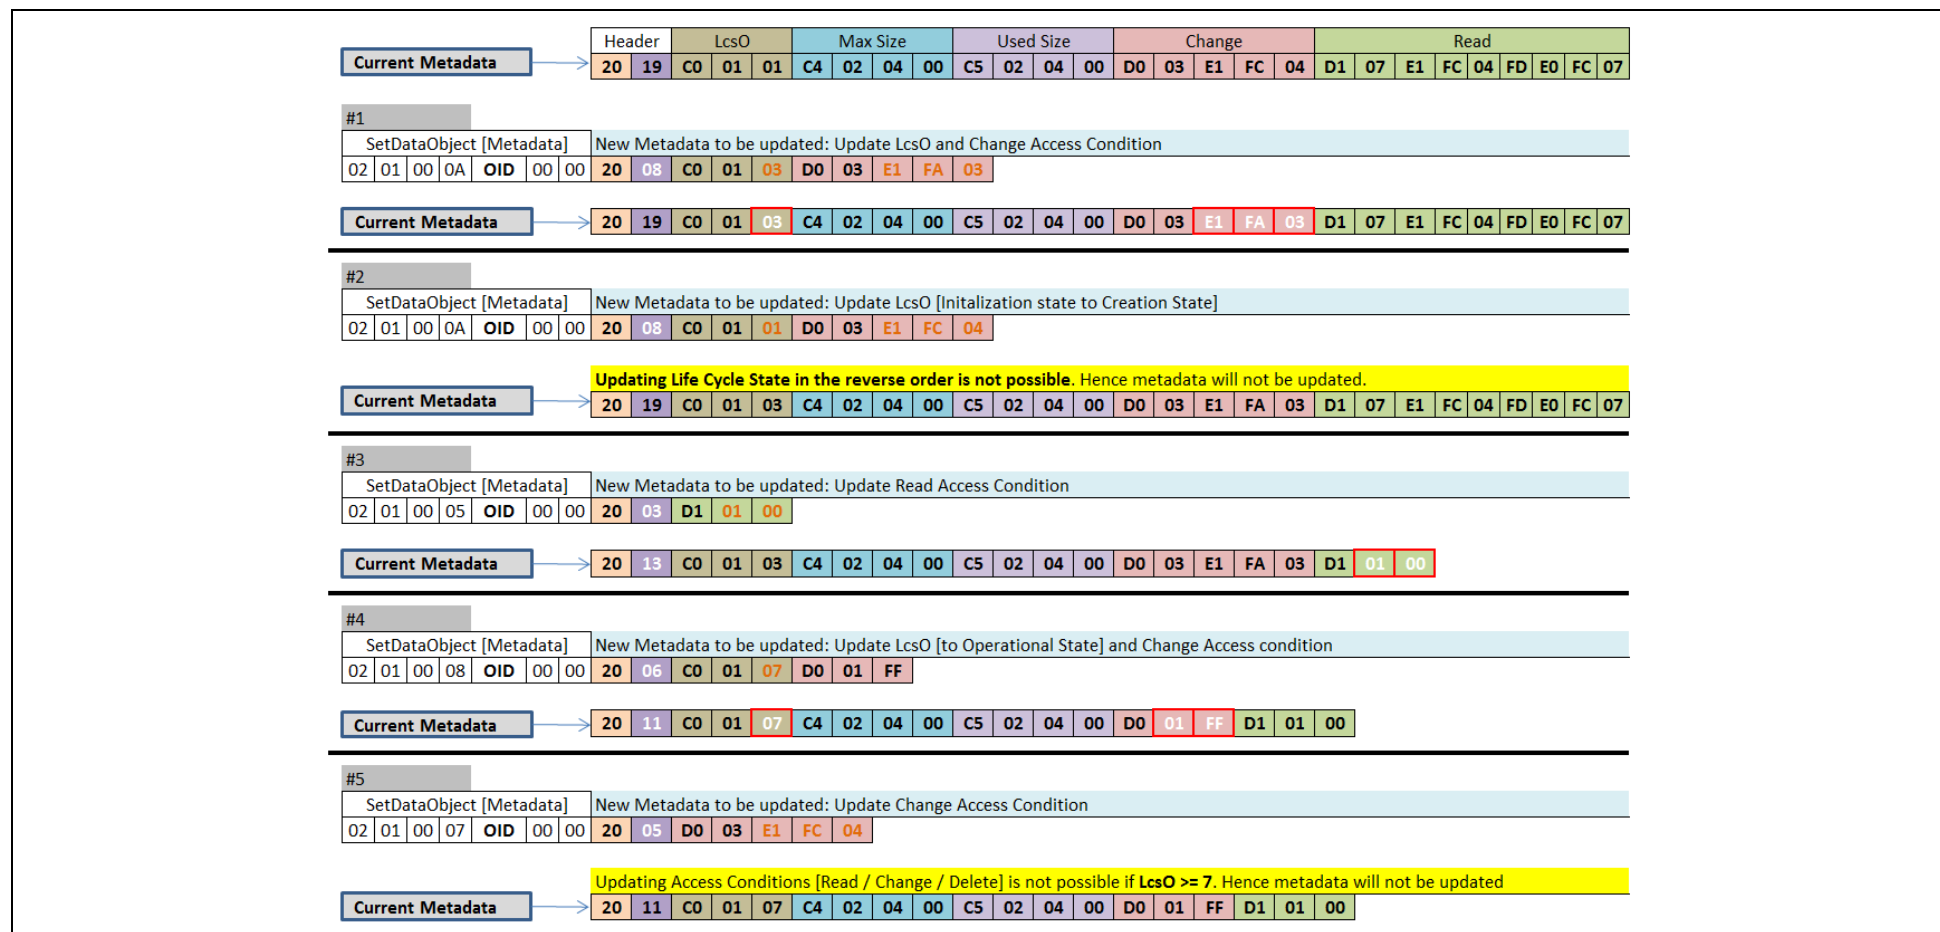 Header LcsO Max Size Used Size Change Read
Current Metadata 20 19 C0 01 01 C4 02 04 00 C5 02 04 00 D0 03 E1 FC 04 D1 07 E1 FC 04 FD E0 FC 07
#1
SetDataObject [Metadata] New Metadata to be updated: Update LcsO and Change Access Condition
02 01 00 0A OID 00 00 20 08 C0 01 03 D0 03 E1 FA 03
Current Metadata 20 19 C0 01 03 C4 02 04 00 C5 02 04 00 D0 03 E1 FA 03 D1 07 E1 FC 04 FD E0 FC 07
#2
SetDataObject [Metadata] New Metadata to be updated: Update LcsO [Initalization state to Creation State]
02 01 00 0A OID 00 00 20 08 C0 01 01 D0 03 E1 FC 04
Updating Life Cycle State in the reverse order is not possible. Hence metadata will not be updated.
Current Metadata 20 19 C0 01 03 C4 02 04 00 C5 02 04 00 D0 03 E1 FA 03 D1 07 E1 FC 04 FD E0 FC 07
#3
SetDataObject [Metadata] New Metadata to be updated: Update Read Access Condition
02 01 00 05 OID 00 00 20 03 D1 01 00
Current Metadata 20 13 C0 01 03 C4 02 04 00 C5 02 04 00 D0 03 E1 FA 03 D1 01 00
#4
SetDataObject [Metadata] New Metadata to be updated: Update LcsO [to Operational State] and Change Access condition
02 01 00 08 OID 00 00 20 06 C0 01 07 D0 01 FF
Current Metadata 20 11 C0 01 07 C4 02 04 00 C5 02 04 00 D0 01 FF D1 01 00
#5
SetDataObject [Metadata] New Metadata to be updated: Update Change Access Condition
02 01 00 07 OID 00 00 20 05 D0 03 E1 FC 04
Updating Access Conditions [Read / Change / Delete] is not possible if LcsO >= 7. Hence metadata will not be updated
Current Metadata 20 11 C0 01 07 C4 02 04 00 C5 02 04 00 D0 01 FF D1 01 00